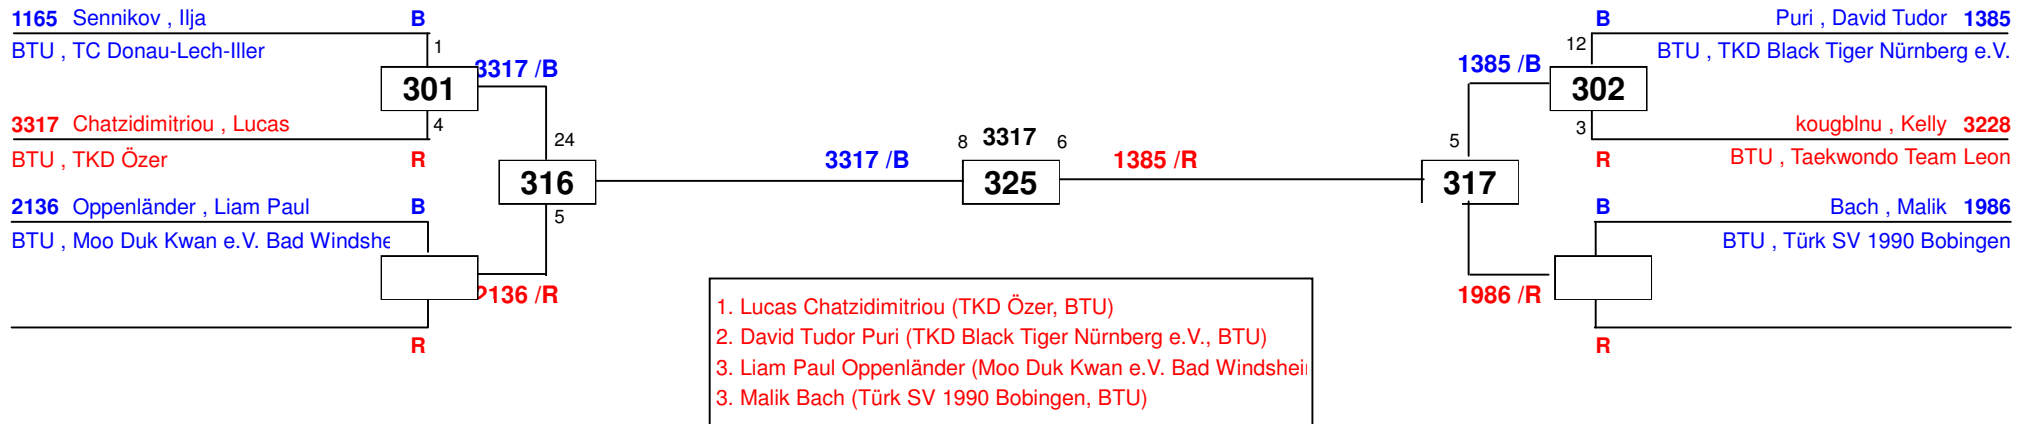 1165 Sennikov , Ilja B
BTU , TC Donau-Lech-Iller
1
301
3317 /B
3317 Chatzidimitriou , Lucas
4
BTU , TKD Özer R
24
316
5
2136 Oppenländer , Liam Paul B
BTU , Moo Duk Kwan e.V. Bad Windshe
2136 /R
R
3317 /B
8 3317 6
325
1385 /R
1. Lucas Chatzidimitriou (TKD Özer, BTU)
2. David Tudor Puri (TKD Black Tiger Nürnberg e.V., BTU)
3. Liam Paul Oppenländer (Moo Duk Kwan e.V. Bad Windshei
3. Malik Bach (Türk SV 1990 Bobingen, BTU)
5
317
1385 /B
1986 /R
B Puri , David Tudor 1385
12
BTU , TKD Black Tiger Nürnberg e.V.
302
3
kougblnu , Kelly 3228
R BTU , Taekwondo Team Leon
B Bach , Malik 1986
BTU , Türk SV 1990 Bobingen
R